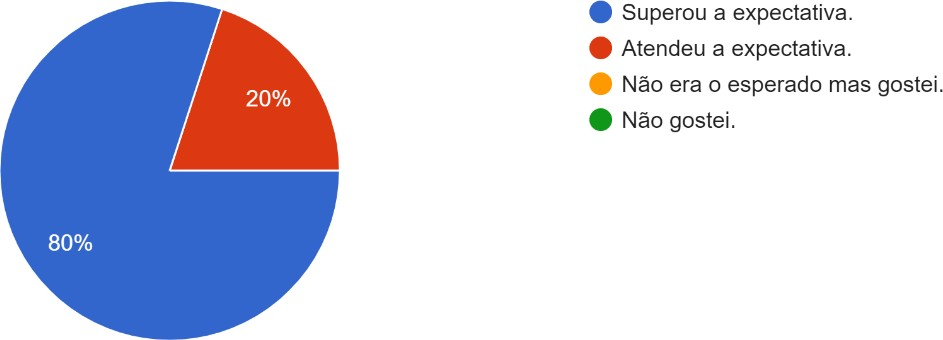 Superou a expectativa.
Atendeu a expectativa.
Não era o esperado mas gostei.
Não gostei.
20%
80%